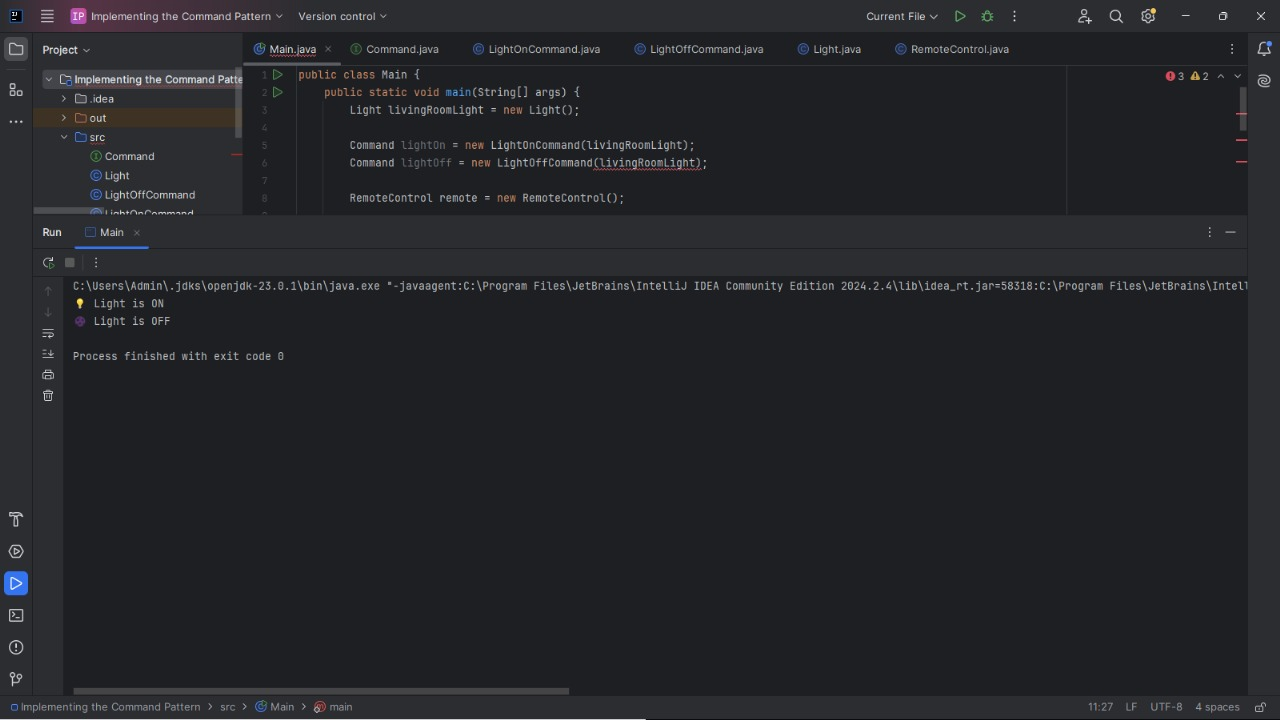 IP Implementing the Command Pattern Version control Current File
Project
Main.java Command.java LightOnCommand.java LightOffCommand.java Light.java RemoteControl.java
Implementing the Command Patte
.idea
out
src
Command
Light
LightOffCommand
LightOnCommand
1 public class Main {
2 public static void main(String[] args) {
3 Light livingRoomLight = new Light();
4
5 Command lightOn = new LightOnCommand(livingRoomLight);
6 Command lightOff = new LightOffCommand(livingRoomLight);
7
8 RemoteControl remote = new RemoteControl();
3 2
Run Main
C:\Users\Admin\.jdks\openjdk-23.0.1\bin\java.exe "-javaagent:C:\Program Files\JetBrains\IntelliJ IDEA Community Edition 2024.2.4\lib\idea_rt.jar=58318:C:\Program Files\JetBrains\Intel
💡 Light is ON
Light is OFF
Process finished with exit code 0
Implementing the Command Pattern > src > Main > main 11:27 LF UTF-8 4 spaces